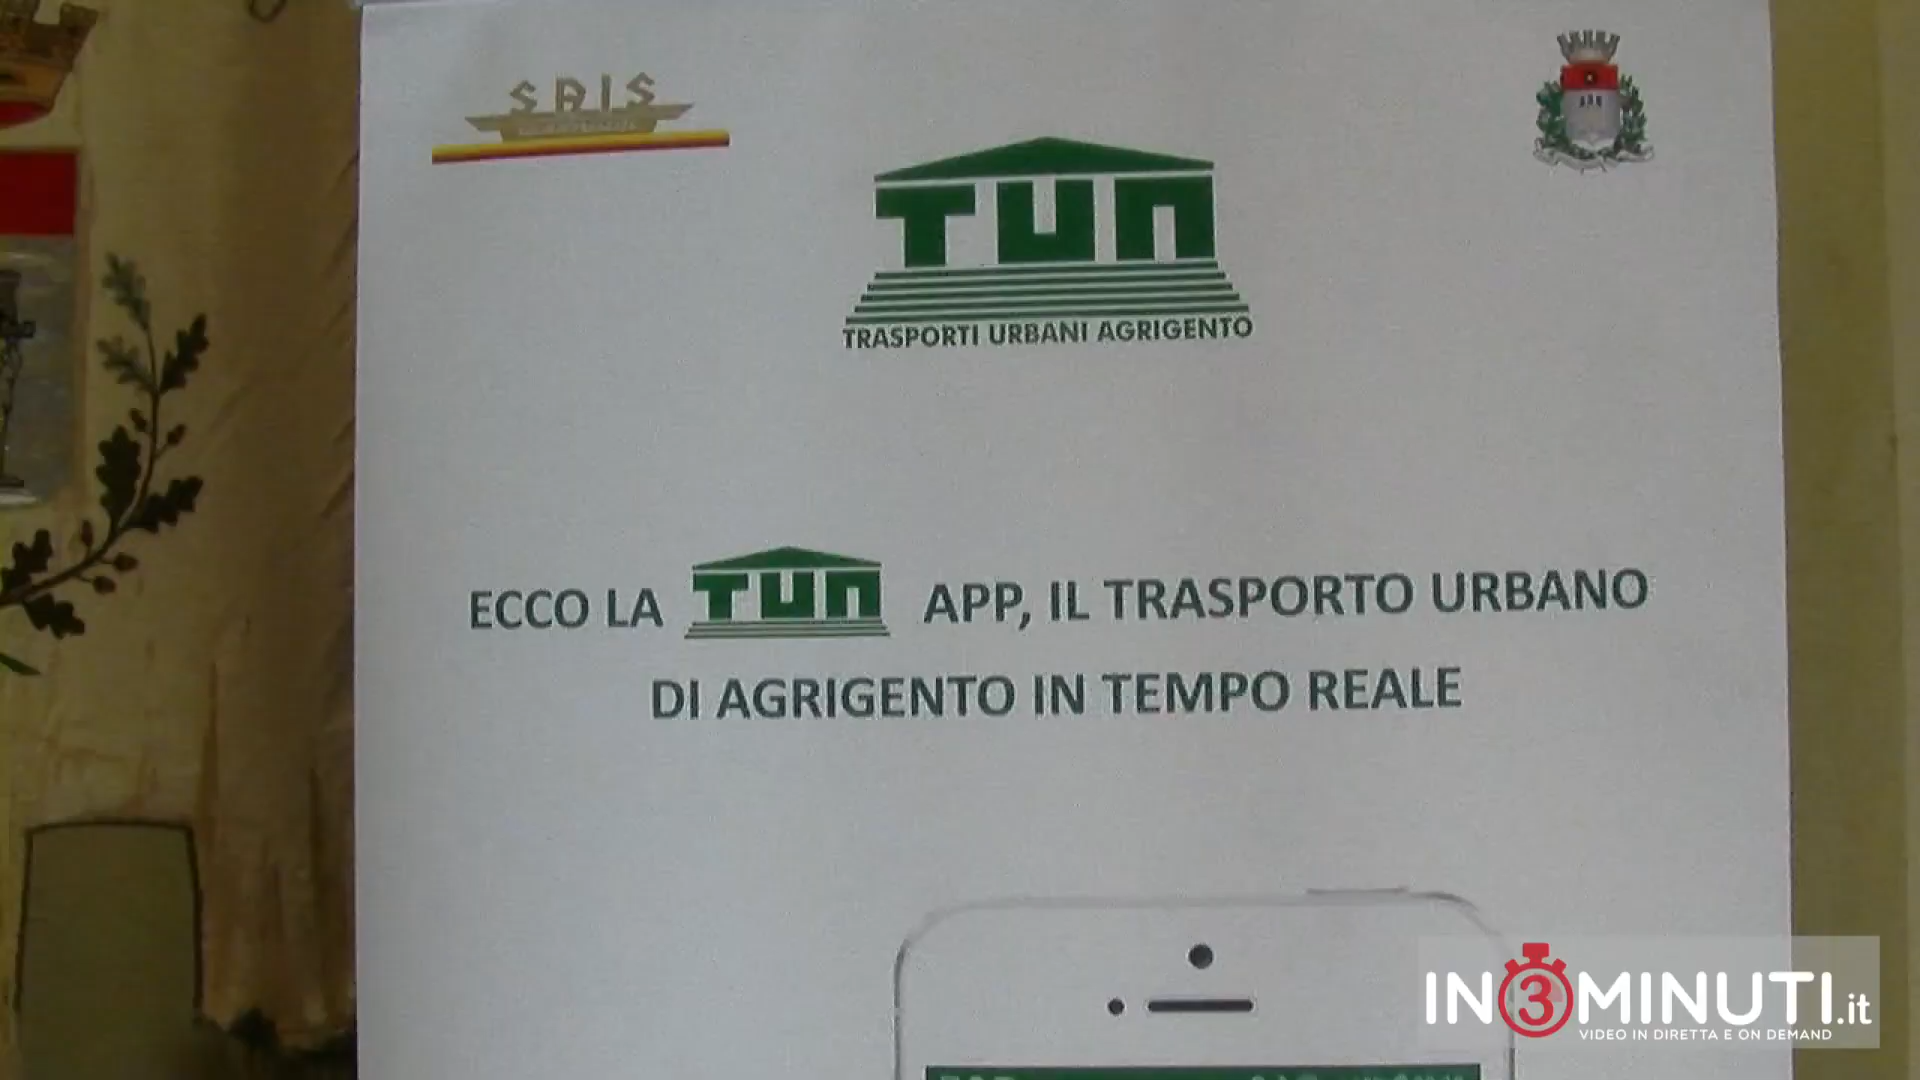 SAIS
TUA
TRASPORTI URBANI AGRIGENTO
ECCO LA TUA APP, IL TRASPORTO URBANO
DI AGRIGENTO IN TEMPO REALE
IN3MINUTI.it
VIDEO IN DIRETTA E ON DEMAND